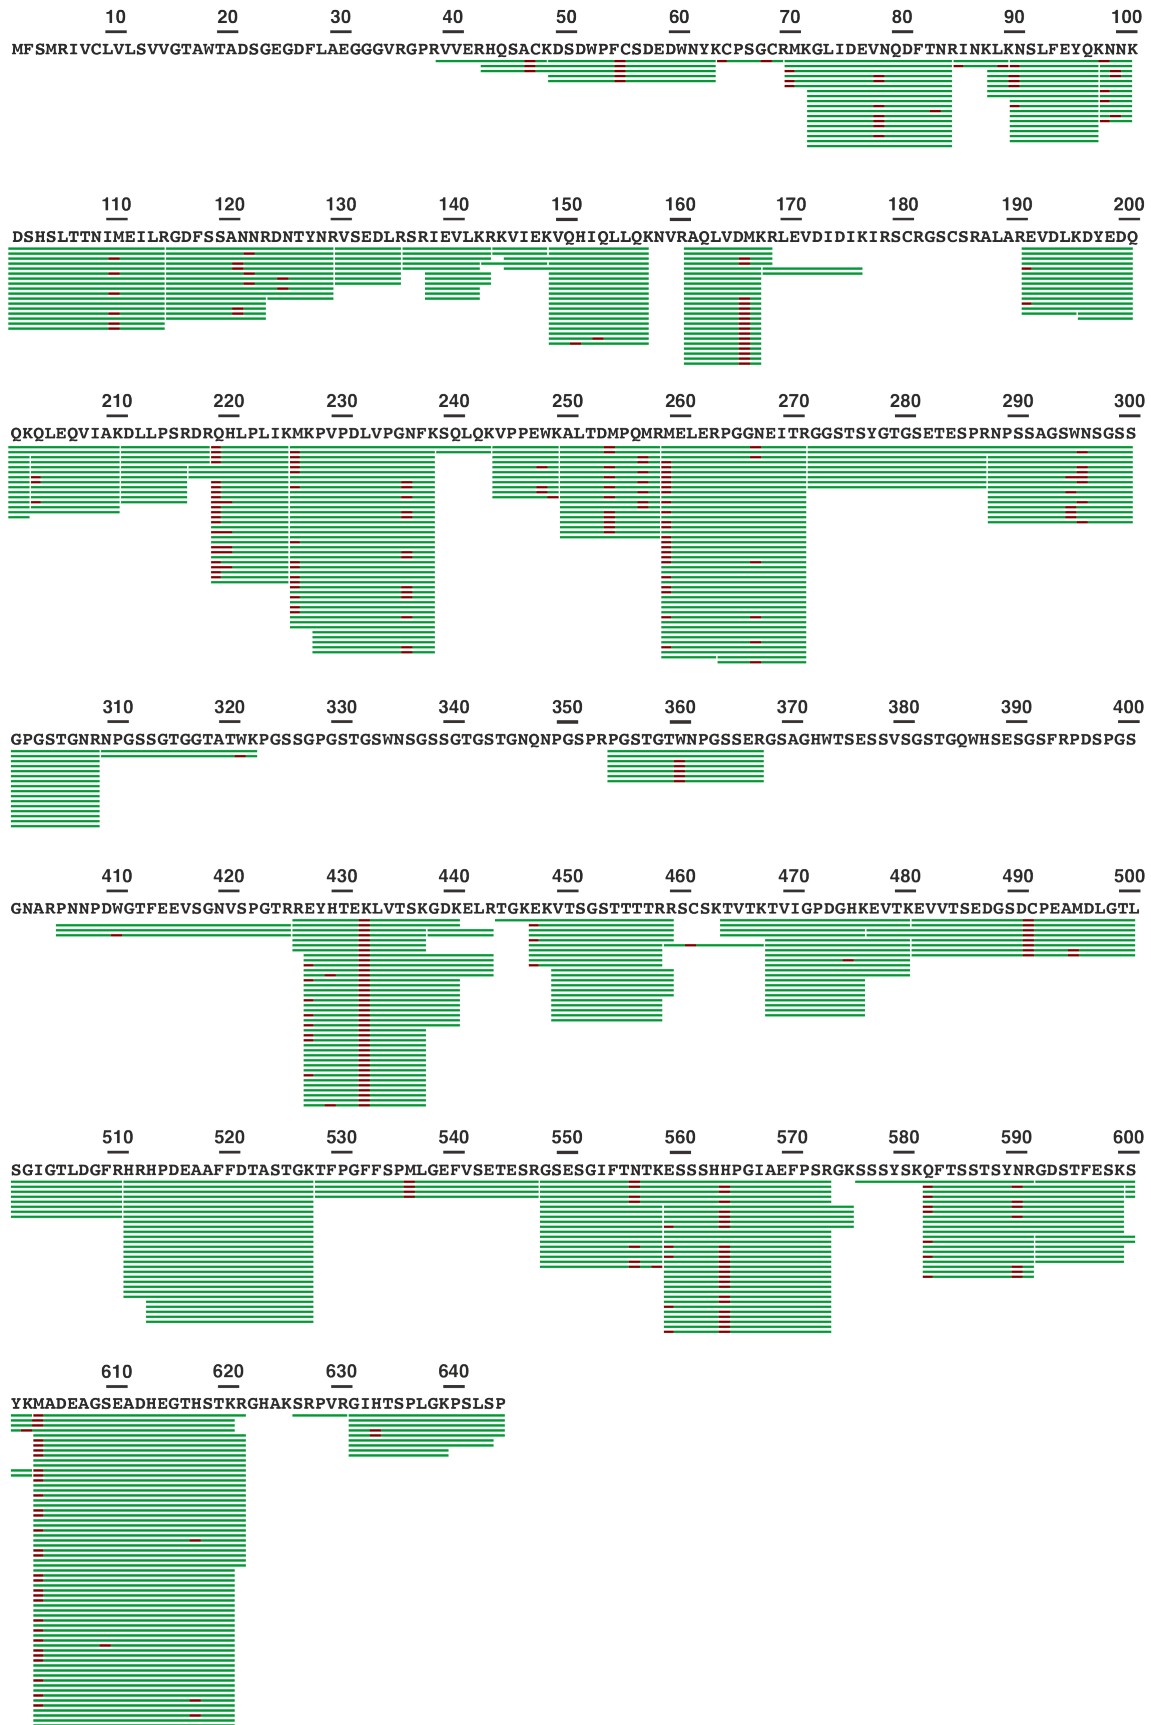 10 20 30 40 50 60 70 80 90 100
MFSMRIVCLVLSVVGTAWTADSGEGDFLAEGGGVRGPRVVERHQSACKDSDWPFCSDEDWNYKCPSGCRMKGLIDEVNQDFTNRINKLKNSLFEYQKNNK
110 120 130 140 150 160 170 180 190 200
DSHSLTTNIMEILRGDFSSANNRDNTYNRVSEDLRSRIEVLKRKVIEKVQHIQLLQKNVRAQLVDMKRLEVDIDIKIRSCRGSCSRALAREVDLKDYEDQ
210 220 230 240 250 260 270 280 290 300
QKQLEQVIAKDLLPSRDRQHLPLIKMKPVPDLVPGNFKSQLQKVPPEWKALTDMPQMRMELERPGGNEITRGGSTSYGTGSETESPRNPSSAGSWNSGSS
310 320 330 340 350 360 370 380 390 400
GPGSTGNRNPGSSGTGGTATWKPGSSGPGSTGSWNSGSSGTGSTGNQNPGSPRPGSTGTWNPGSSERGSAGHWTSESSVSGSTGQWHSESGSFRPDSPGS
410 420 430 440 450 460 470 480 490 500
GNARPNNPDWGTFEEVSGNVSPGTRREYHTEKLVTSKGDKELRTGKEKVTSGSTTTTRRSCSKTVTKTVIGPDGHKEVTKEVVTSEDGSDCPEAMDLGTL
510 520 530 540 550 560 570 580 590 600
SGIGTLDGFRHRHPDEAAFFDTASTGKTFPGFFSPMLGEFVSETESRGSESGIFTNTKESSSHHPGIAEFPSRGKSSSYSKQFTSSTSYNRGDSTFESKS
610 620 630 640
YKMADEAGSEADHEGTHSTKRGHAKSRPVRGIHTSPLGKPSLSP